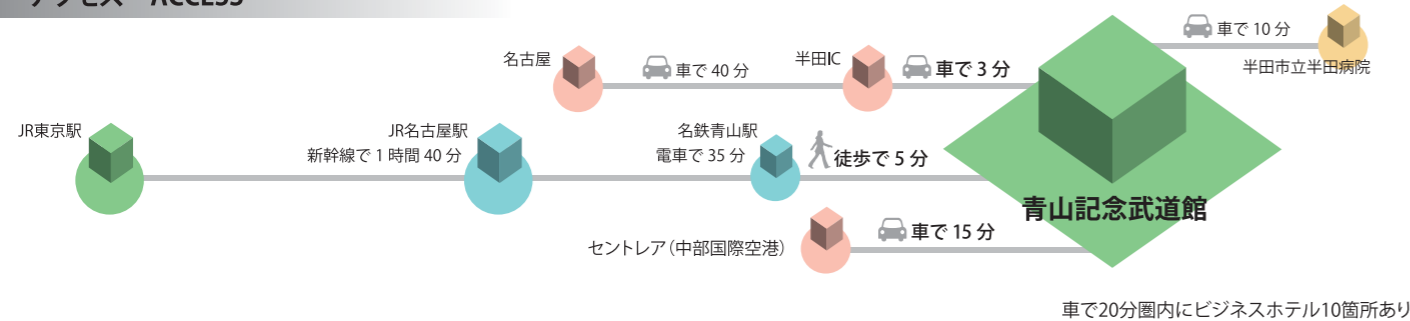 アクセス ACCESS
車で 10 分
半田市立半田病院
名古屋
車で 40 分
半田IC
車で 3 分
JR東京駅
JR名古屋駅
新幹線で 1 時間 40 分
名鉄青山駅
電車で 35 分
徒歩で 5 分
青山記念武道館
セントレア(中部国際空港)
車で 15 分
車で20分圏内にビジネスホテル10箇所あり